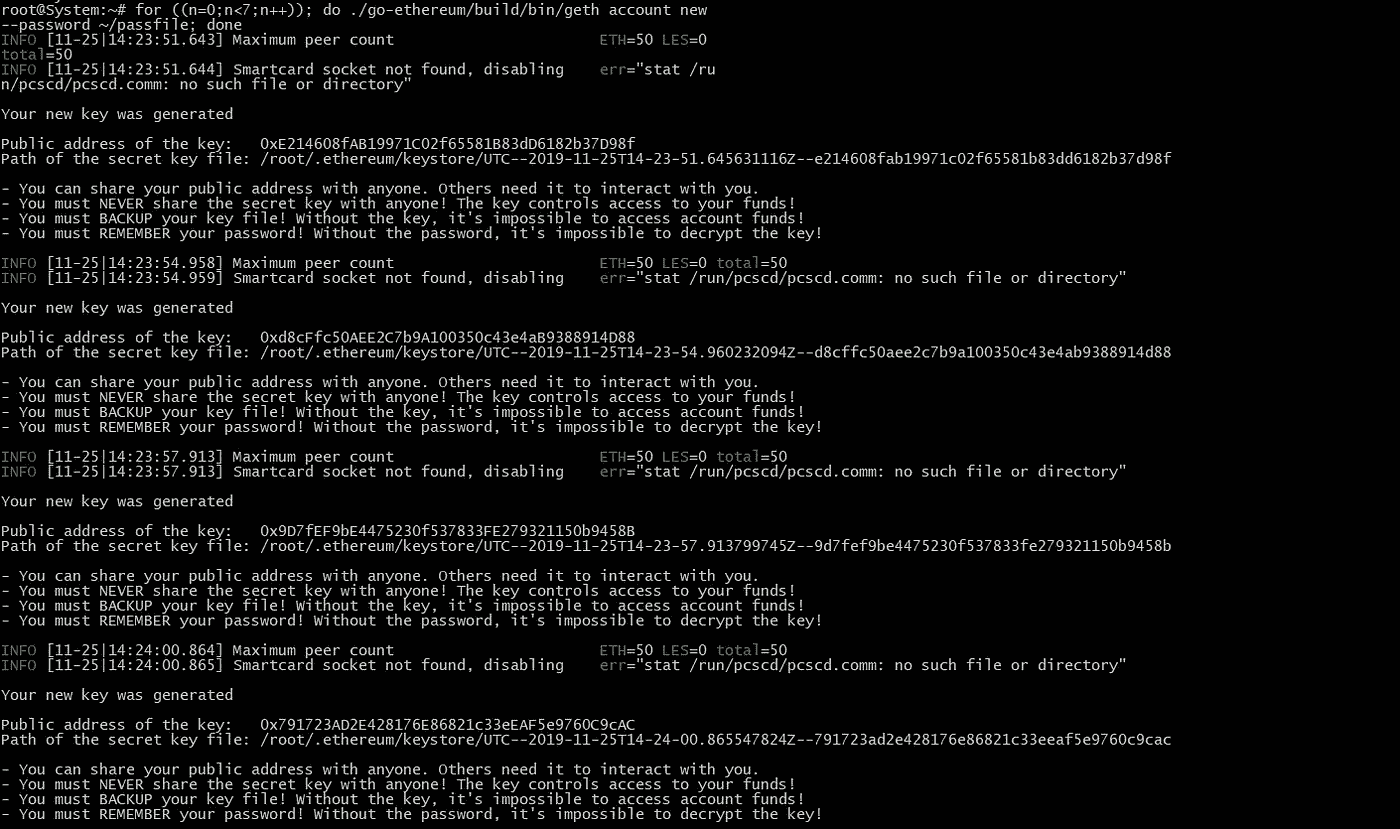 root@System:~# for ((n=0;n<7;n++)); do ./go-ethereum/build/bin/geth account new
--password ~/passfile; done
INFO [11-25|14:23:51.643] Maximum peer count                       ETH=50 LES=0
total=50
INFO [11-25|14:23:51.644] Smartcard socket not found, disabling    err="stat /ru
n/pcscd/pcscd.comm: no such file or directory"
Your new key was generated
Public address of the key:   0xE214608fAB19971C02f65581B83dD6182b37D98f
Path of the secret key file: /root/.ethereum/keystore/UTC--2019-11-25T14-23-51.645631116Z--e214608fab19971c02f65581b83dd6182b37d98f
- You can share your public address with anyone. Others need it to interact with you.
- You must NEVER share the secret key with anyone! The key controls access to your funds!
- You must BACKUP your key file! Without the key, it's impossible to access account funds!
- You must REMEMBER your password! Without the password, it's impossible to decrypt the key!
INFO [11-25|14:23:54.958] Maximum peer count                       ETH=50 LES=0 total=50
INFO [11-25|14:23:54.959] Smartcard socket not found, disabling    err="stat /run/pcscd/pcscd.comm: no such file or directory"
Your new key was generated
Public address of the key:   0xd8cFfc50AEE2C7b9A100350c43e4aB9388914D88
Path of the secret key file: /root/.ethereum/keystore/UTC--2019-11-25T14-23-54.960232094Z--d8cffc50aee2c7b9a100350c43e4ab9388914d88
- You can share your public address with anyone. Others need it to interact with you.
- You must NEVER share the secret key with anyone! The key controls access to your funds!
- You must BACKUP your key file! Without the key, it's impossible to access account funds!
- You must REMEMBER your password! Without the password, it's impossible to decrypt the key!
INFO [11-25|14:23:57.913] Maximum peer count                       ETH=50 LES=0 total=50
INFO [11-25|14:23:57.913] Smartcard socket not found, disabling    err="stat /run/pcscd/pcscd.comm: no such file or directory"
Your new key was generated
Public address of the key:   0x9D7fEF9bE4475230f537833FE279321150b9458B
Path of the secret key file: /root/.ethereum/keystore/UTC--2019-11-25T14-23-57.913799745Z--9d7fef9be4475230f537833fe279321150b9458b
- You can share your public address with anyone. Others need it to interact with you.
- You must NEVER share the secret key with anyone! The key controls access to your funds!
- You must BACKUP your key file! Without the key, it's impossible to access account funds!
- You must REMEMBER your password! Without the password, it's impossible to decrypt the key!
INFO [11-25|14:24:00.864] Maximum peer count                       ETH=50 LES=0 total=50
INFO [11-25|14:24:00.865] Smartcard socket not found, disabling    err="stat /run/pcscd/pcscd.comm: no such file or directory"
Your new key was generated
Public address of the key:   0x791723AD2E428176E86821c33eEAF5e9760C9cAC
Path of the secret key file: /root/.ethereum/keystore/UTC--2019-11-25T14-24-00.865547824Z--791723ad2e428176e86821c33eeaf5e9760c9cac
- You can share your public address with anyone. Others need it to interact with you.
- You must NEVER share the secret key with anyone! The key controls access to your funds!
- You must BACKUP your key file! Without the key, it's impossible to access account funds!
- You must REMEMBER your password! Without the password, it's impossible to decrypt the key!